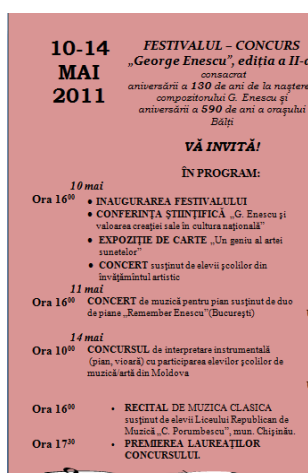 10-14
MAI
2011
FESTIVALUL – CONCURS
„George Enescu", ediția a II-a
consacrat
aniversării a 130 de ani de la naștere
compozitorului G. Enescu și
aniversării a 590 de ani a orașului
Bălți
VĂ INVITĂ!
ÎN PROGRAM:
10 mai
Ora 16⁰⁰ • INAUGURAREA FESTIVALULUI
• CONFERINȚA ȘTIINȚIFICĂ „G. Enescu și
valoarea creației sale în cultura națională"
• EXPOZIȚIE DE CARTE „Un geniu al artei
sunetelor"
• CONCERT susținut de elevii școlilor din
învățămîntul artistic
11 mai
Ora 16⁰⁰ CONCERT de muzică pentru pian susținut de duo
de piane „Remember Enescu"(București)
14 mai
Ora 10⁰⁰ CONCURSUL de interpretare instrumentală
(pian, vioară) cu participarea elevilor școlilor de
muzică/artă din Moldova
Ora 16⁰⁰ • RECITAL DE MUZICA CLASICA
susținut de elevii Liceului Republican de
Muzică „C. Porumbescu", mun. Chișinău.
Ora 17³⁰ • PREMIEREA LAUREAȚILOR
CONCURSULUI.